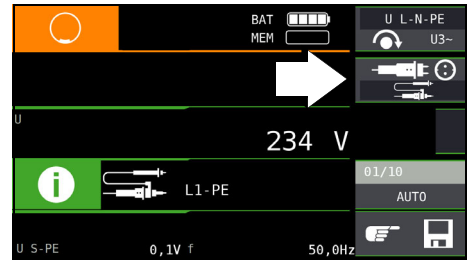 BAT
MEM
U L-N-PE
U3~
U
234 V
i
L1-PE
01/10
AUTO
U S-PE 0,1V f 50,0Hz